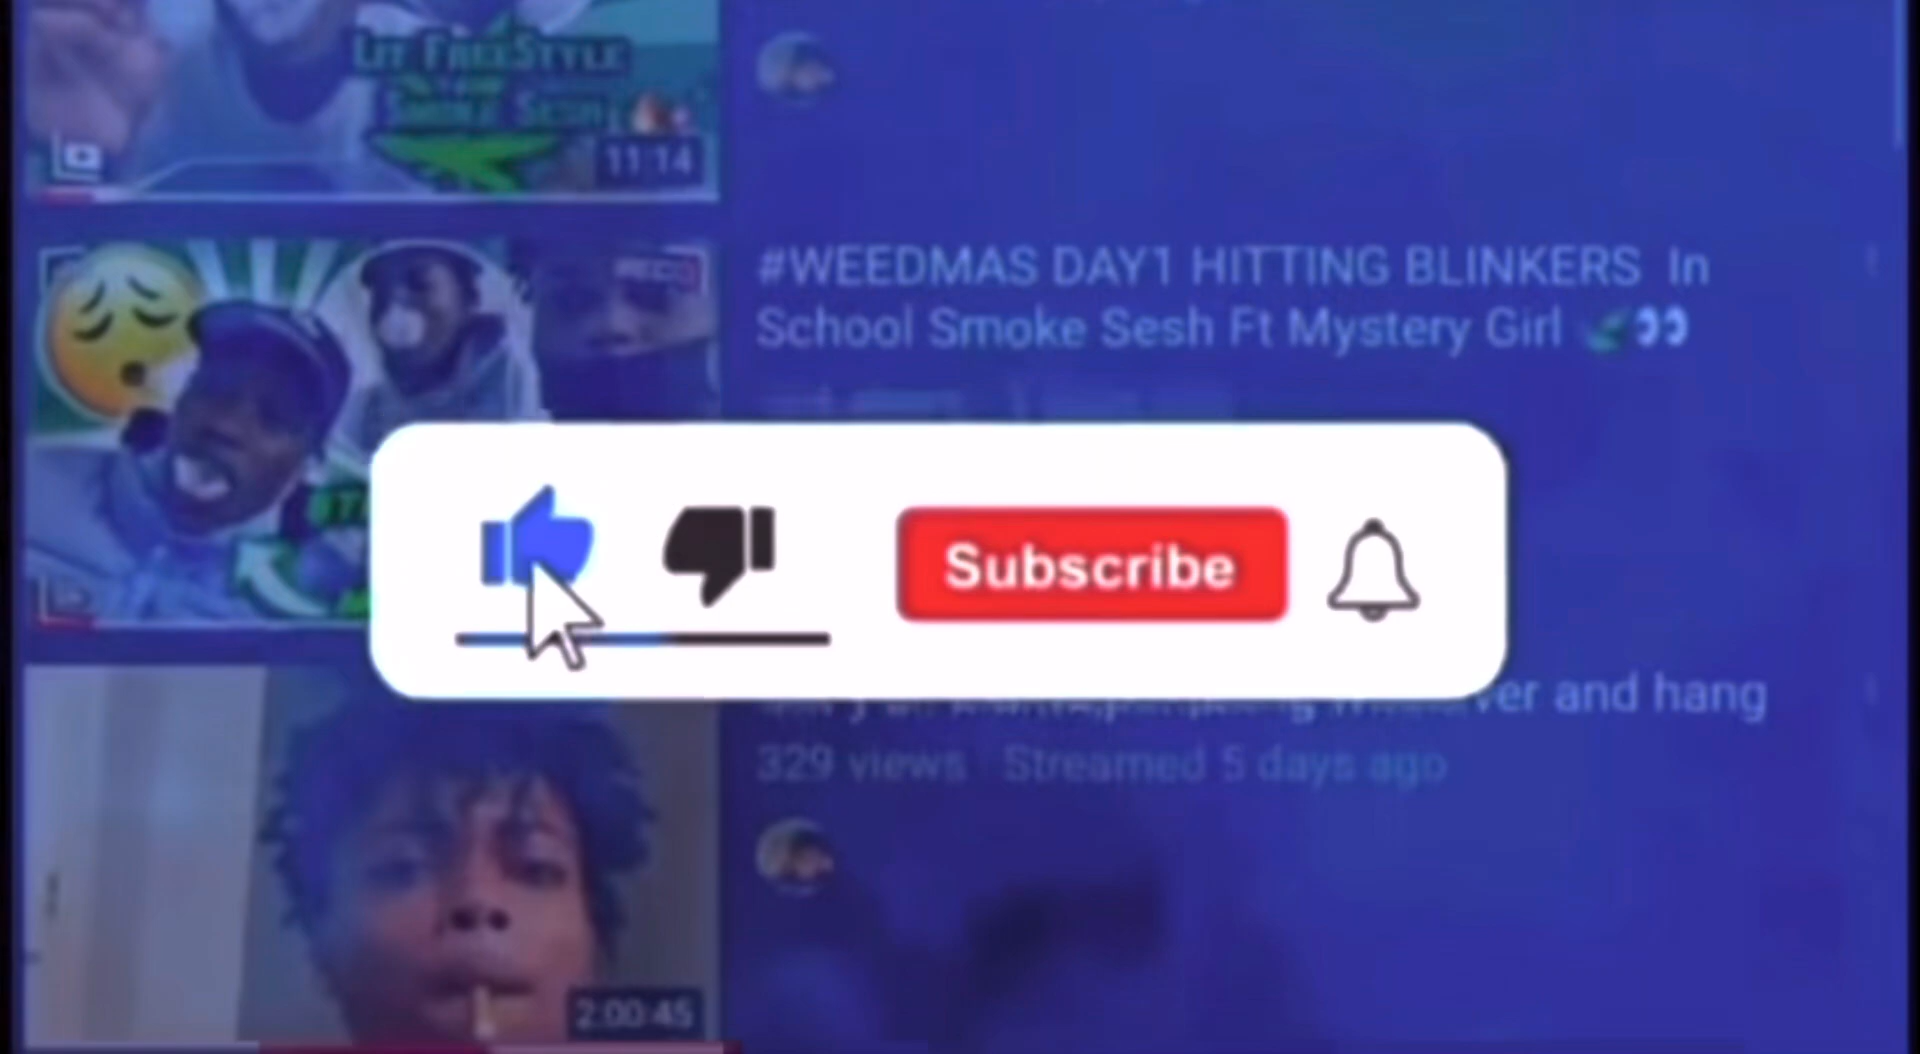 LIT FREESTYLE
SMOKE SESH
11:14
REC
#WEEDMAS DAY1 HITTING BLINKERS In
School Smoke Sesh Ft Mystery Girl
Subscribe
and hang
329 views Streamed 5 days ago
2:00:45